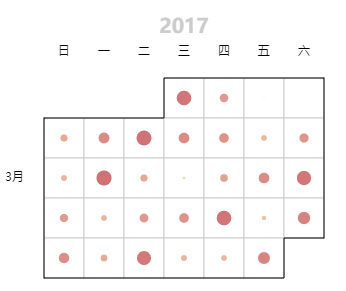 2017
日 一 二 三 四 五 六
3月